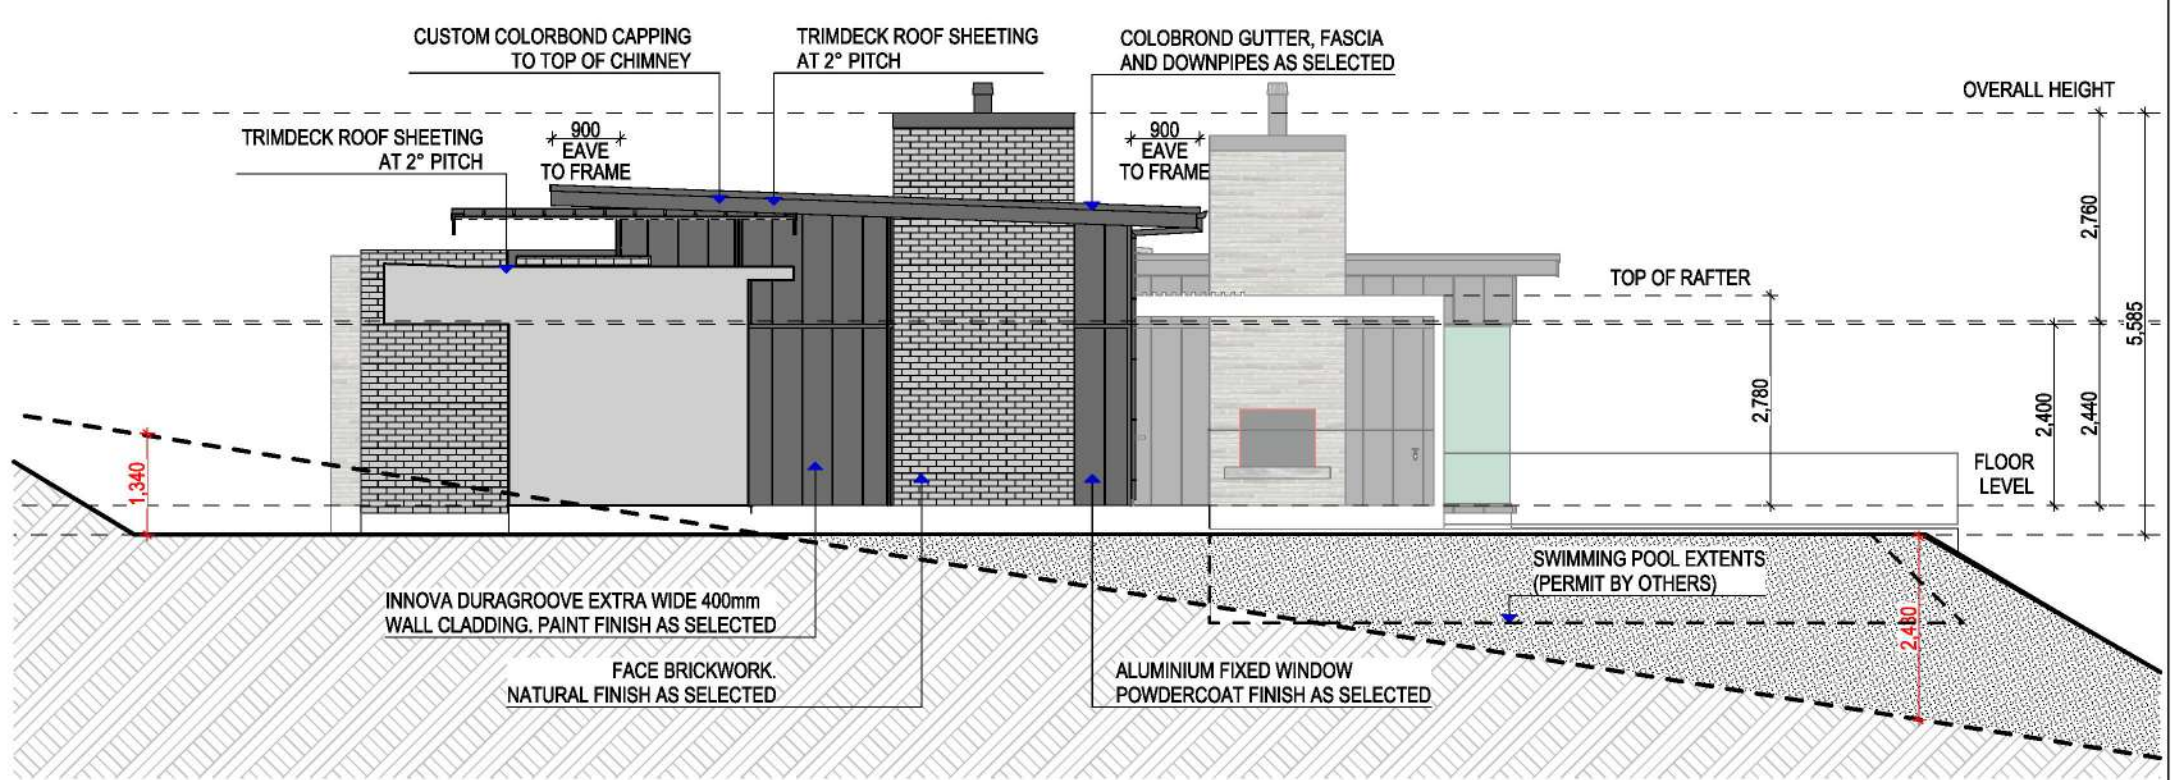 CUSTOM COLORBOND CAPPING
TO TOP OF CHIMNEY
TRIMDECK ROOF SHEETING
AT 2° PITCH
COLOBROND GUTTER, FASCIA
AND DOWNPIPES AS SELECTED
OVERALL HEIGHT
TRIMDECK ROOF SHEETING
AT 2° PITCH
900
EAVE
TO FRAME
900
EAVE
TO FRAME
2,760
TOP OF RAFTER
5,585
2,780
2,400
2,440
FLOOR
LEVEL
1,340
SWIMMING POOL EXTENTS
(PERMIT BY OTHERS)
2,430
INNOVA DURAGROOVE EXTRA WIDE 400mm
WALL CLADDING. PAINT FINISH AS SELECTED
FACE BRICKWORK.
NATURAL FINISH AS SELECTED
ALUMINIUM FIXED WINDOW
POWDERCOAT FINISH AS SELECTED